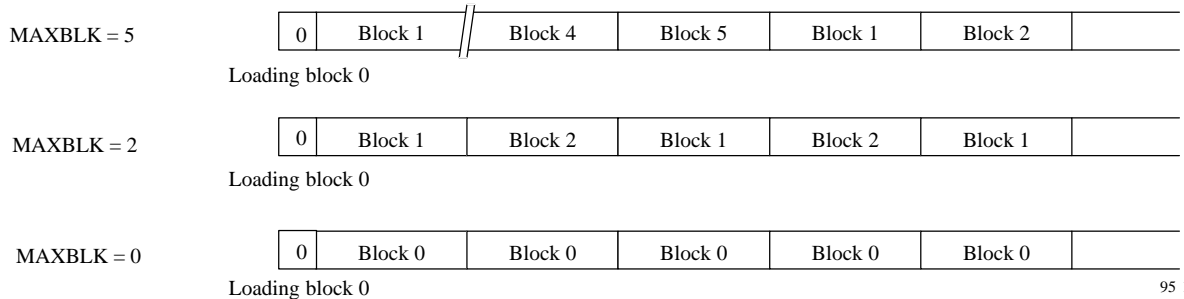 MAXBLK = 5 0 Block 1 Block 4 Block 5 Block 1 Block 2
Loading block 0
MAXBLK = 2 0 Block 1 Block 2 Block 1 Block 2 Block 1
Loading block 0
MAXBLK = 0 0 Block 0 Block 0 Block 0 Block 0 Block 0
Loading block 0 95